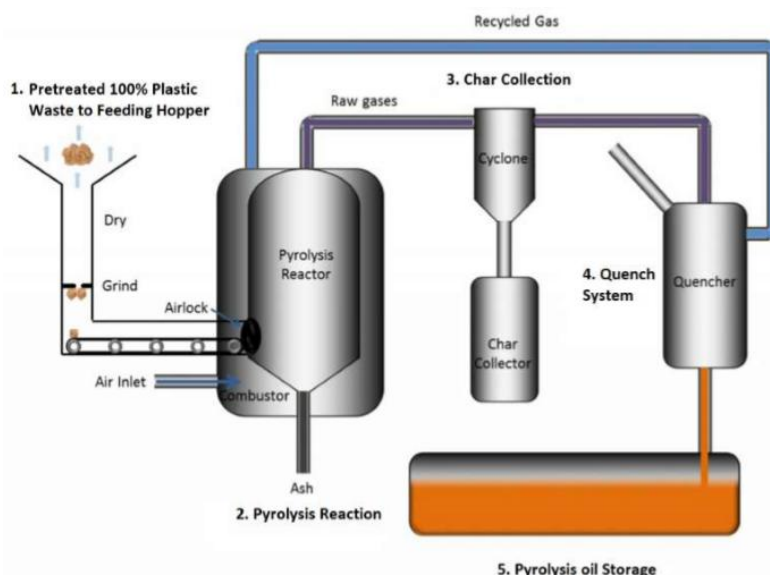 Recycled Gas
1. Pretreated 100% Plastic
Waste to Feeding Hopper
3. Char Collection
Raw gases
Cyclone
Dry
Pyrolysis
Reactor
Grind
4. Quench
System
Quencher
Airlock
Char
Collector
Air Inlet
Combustor
Ash
2. Pyrolysis Reaction
5. Pyrolysis oil Storage